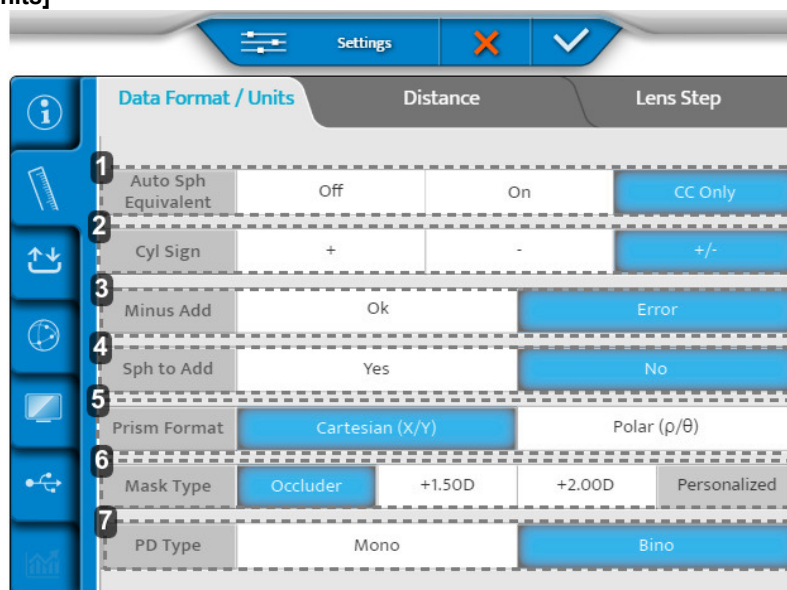 nits]
Settings
Data Format / Units Distance Lens Step
1
Auto Sph Equivalent Off On CC Only
2
Cyl Sign + - +/-
3
Minus Add Ok Error
4
Sph to Add Yes No
5
Prism Format Cartesian (X/Y) Polar (ρ/θ)
6
Mask Type Occluder +1.50D +2.00D Personalized
7
PD Type Mono Bino